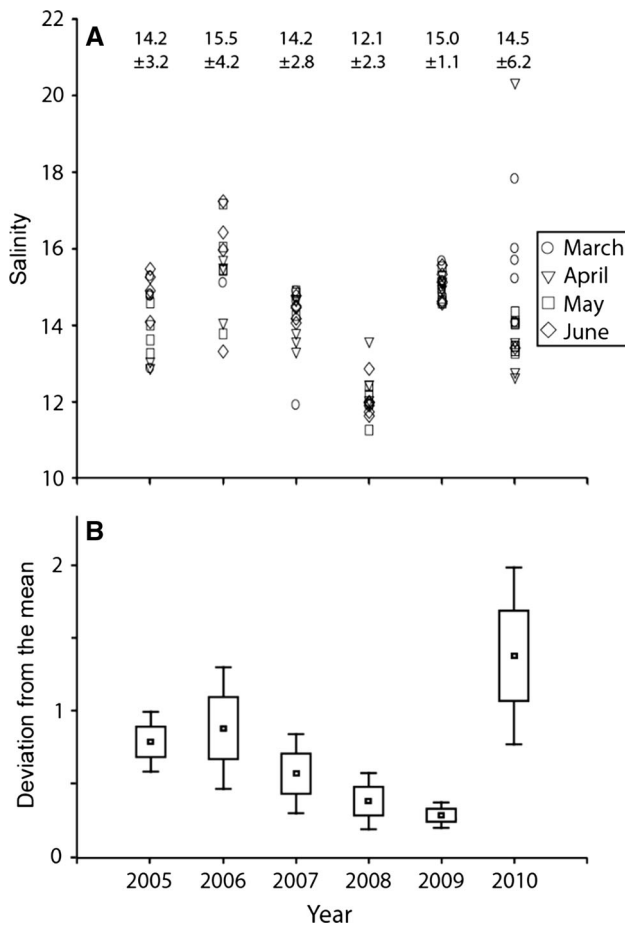 A
14.2 15.5 14.2 12.1 15.0 14.5
±3.2 ±4.2 ±2.8 ±2.3 ±1.1 ±6.2
22
20
18
16
14
12
10
Salinity
March
April
May
June
B
2
1
0
Deviation from the mean
2005 2006 2007 2008 2009 2010
Year